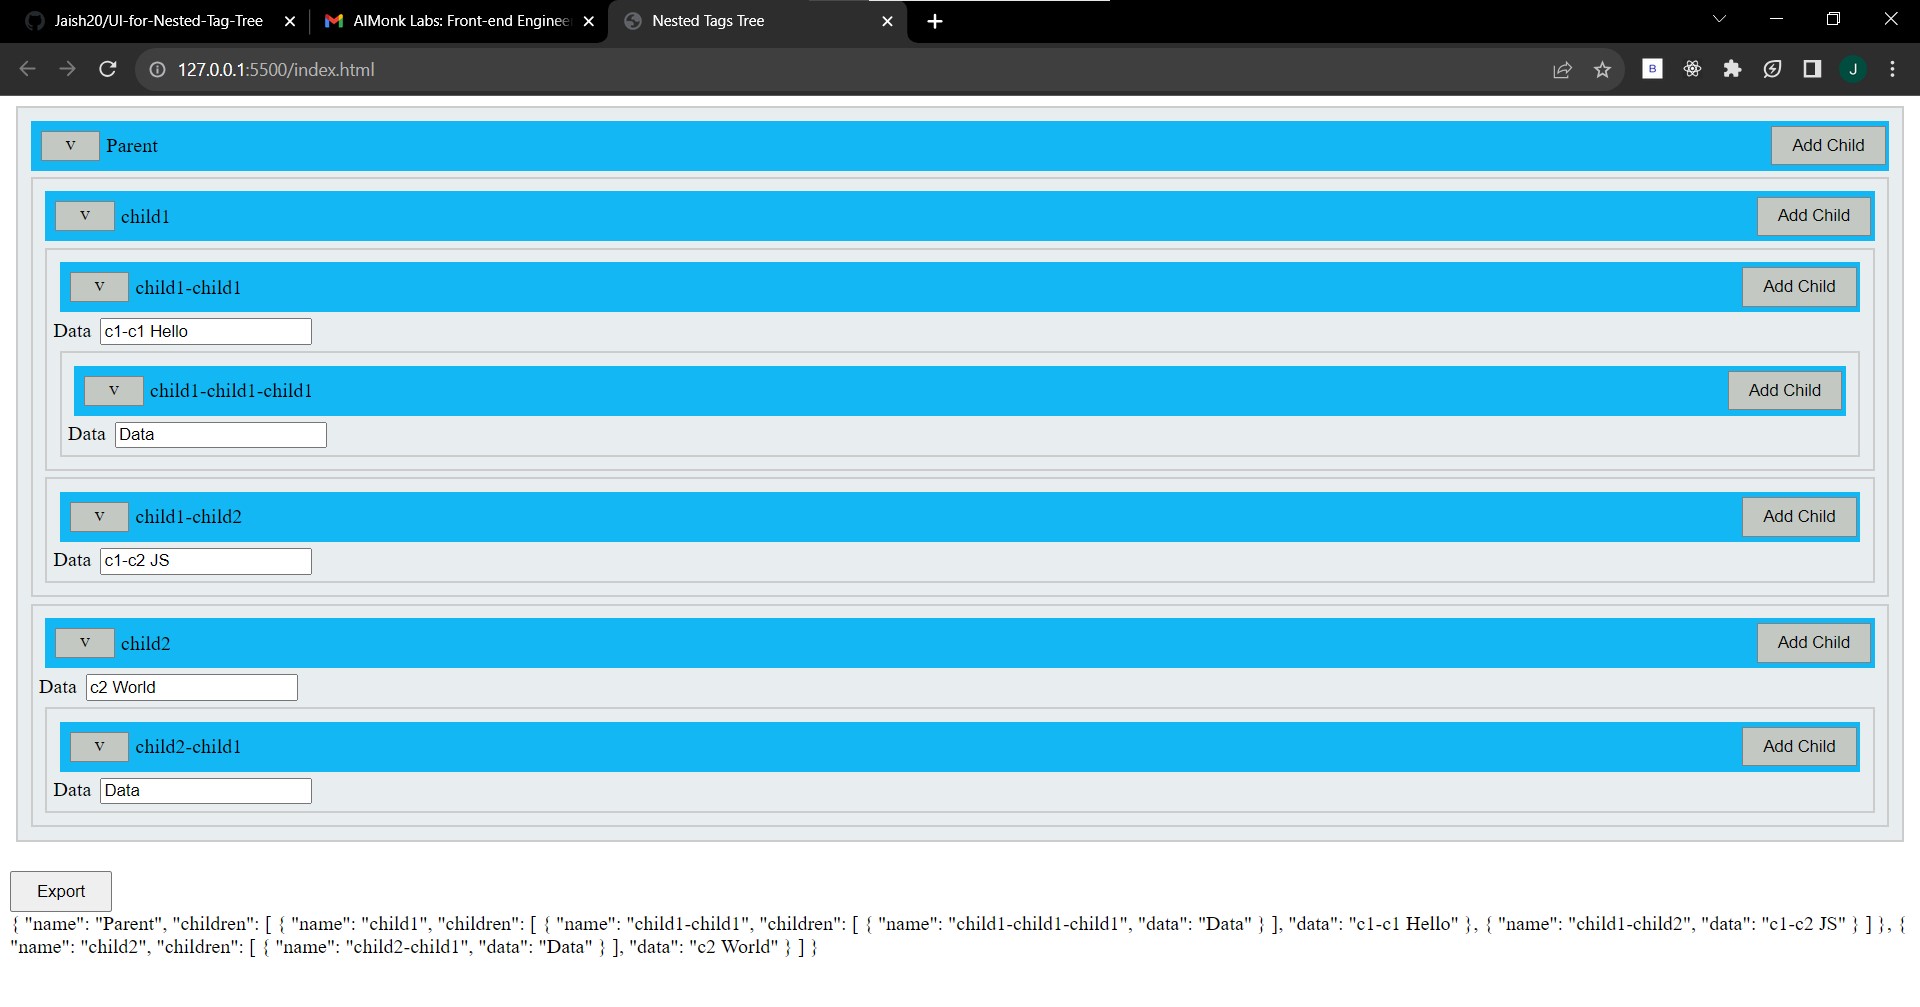 Jaish20/UI-for-Nested-Tag-Tree AIMonk Labs: Front-end Enginee Nested Tags Tree
127.0.0.1:5500/index.html B J
v Parent Add Child
v child1 Add Child
v child1-child1 Add Child
Data c1-c1 Hello
v child1-child1-child1 Add Child
Data Data
v child1-child2 Add Child
Data c1-c2 JS
v child2 Add Child
Data c2 World
v child2-child1 Add Child
Data Data
Export
{ "name": "Parent", "children": [ { "name": "child1", "children": [ { "name": "child1-child1", "children": [ { "name": "child1-child1-child1", "data": "Data" } ], "data": "c1-c1 Hello" }, { "name": "child1-child2", "data": "c1-c2 JS" } ] }, {
"name": "child2", "children": [ { "name": "child2-child1", "data": "Data" } ], "data": "c2 World" } ] }